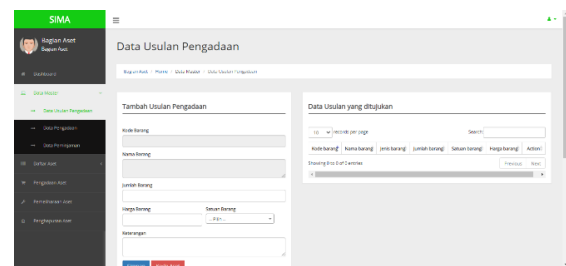 SIMA
Bagian Aset
Bagian Aset
Dashboard
Data Master
Data Usulan Pengadaan
Data Pengadaan
Data Peminjaman
Daftar Aset
Pengadaan Aset
Pemeliharaan Aset
Penghapusan Aset
Data Usulan Pengadaan
Bagian Aset / Home / Data Master / Data Usulan Pengadaan
Tambah Usulan Pengadaan
Kode Barang
Nama Barang
Jumlah Barang
Harga Barang
Satuan Barang
Keterangan
Data Usulan yang ditujukan
10 records per page
Search:
Kode barang Nama barang Jenis barang Jumlah barang Satuan barang Harga barang Action
Showing 0 to 0 of 0 entries
Previous Next